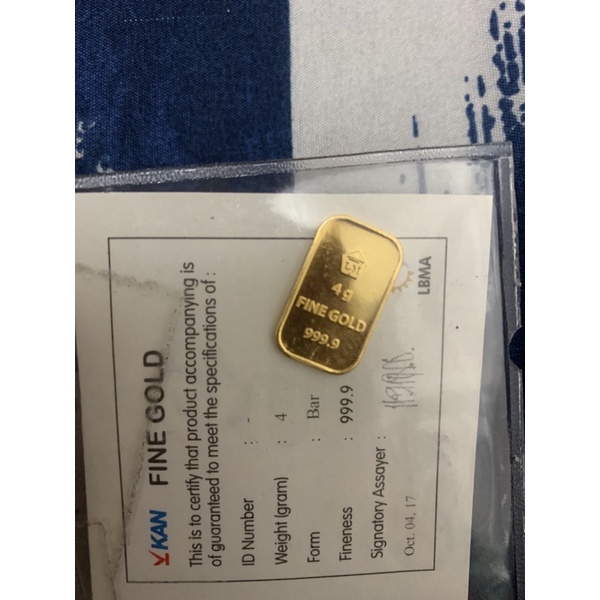 LM
4 g
FINE GOLD
999.9
KAN FINE GOLD
LBMA
This is to certify that product accompanying is
of guaranteed to meet the specifications of :
ID Number : -
Weight (gram) : 4
Form : Bar
Fineness : 999.9
Signatory Assayer :
Oct. 04, 17